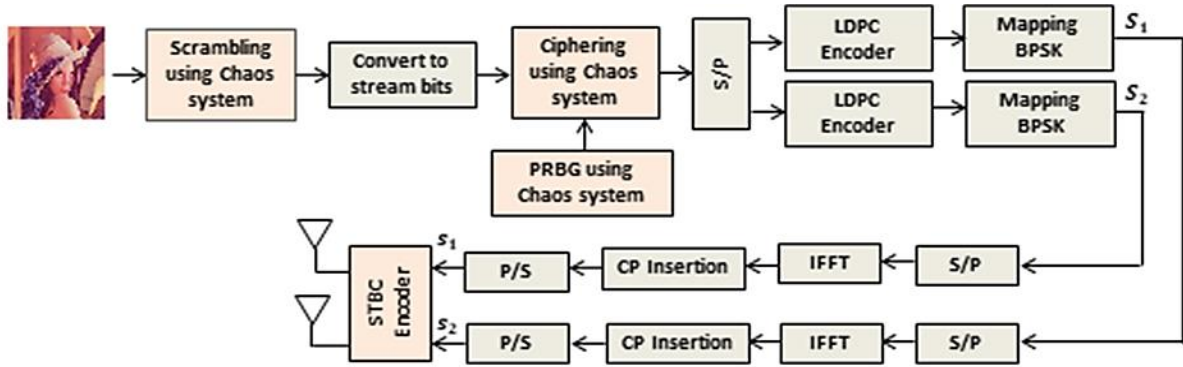 Scrambling
using Chaos
system
Convert to
stream bits
Ciphering
using Chaos
system
PRBG using
Chaos system
S/P
LDPC
Encoder
Mapping
BPSK
S1
LDPC
Encoder
Mapping
BPSK
S2
STBC
Encoder
s1
P/S
CP Insertion
IFFT
S/P
s2
P/S
CP Insertion
IFFT
S/P